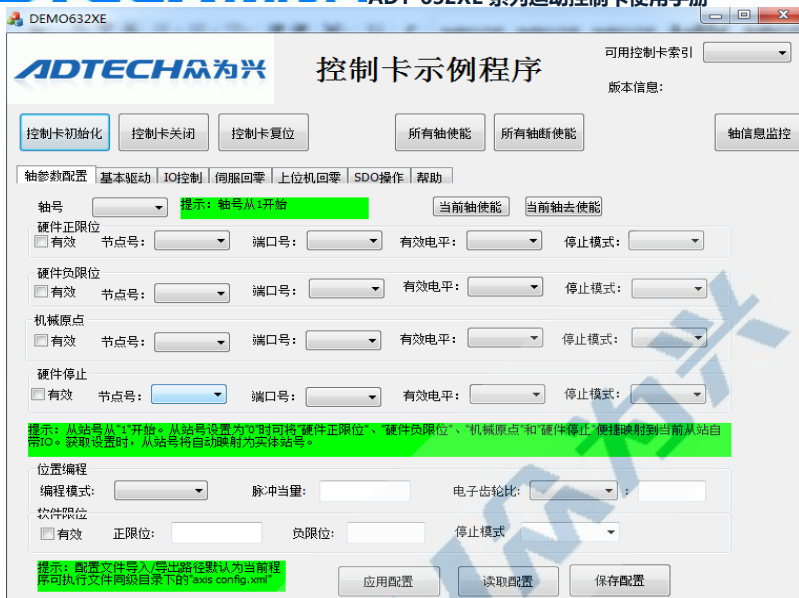 ADT-632XE 系列运动控制卡使用手册
DEMO632XE
ADTECH众为兴
控制卡示例程序
可用控制卡索引
版本信息:
控制卡初始化 控制卡关闭 控制卡复位 所有轴使能 所有轴断使能 轴信息监控
轴参数配置 基本驱动 IO控制 伺服回零 上位机回零 SDO操作 帮助
轴号 提示: 轴号从1开始 当前轴使能 当前轴去使能
硬件正限位
有效 节点号: 端口号: 有效电平: 停止模式:
硬件负限位
有效 节点号: 端口号: 有效电平: 停止模式:
机械原点
有效 节点号: 端口号: 有效电平: 停止模式:
硬件停止
有效 节点号: 端口号: 有效电平: 停止模式:
提示: 从站号从"1"开始。从站号设置为"0"时可将"硬件正限位"、"硬件负限位"、"机械原点"和"硬件停止"便捷映射到当前从站自
带IO。获取设置时, 从站号将自动映射为实体站号。
位置编程
编程模式: 脉冲当量: 电子齿轮比: :
软件限位
有效 正限位: 负限位: 停止模式
提示: 配置文件导入/导出路径默认为当前程
序可执行文件同级目录下的"axis config.xml"
应用配置 读取配置 保存配置
众为兴